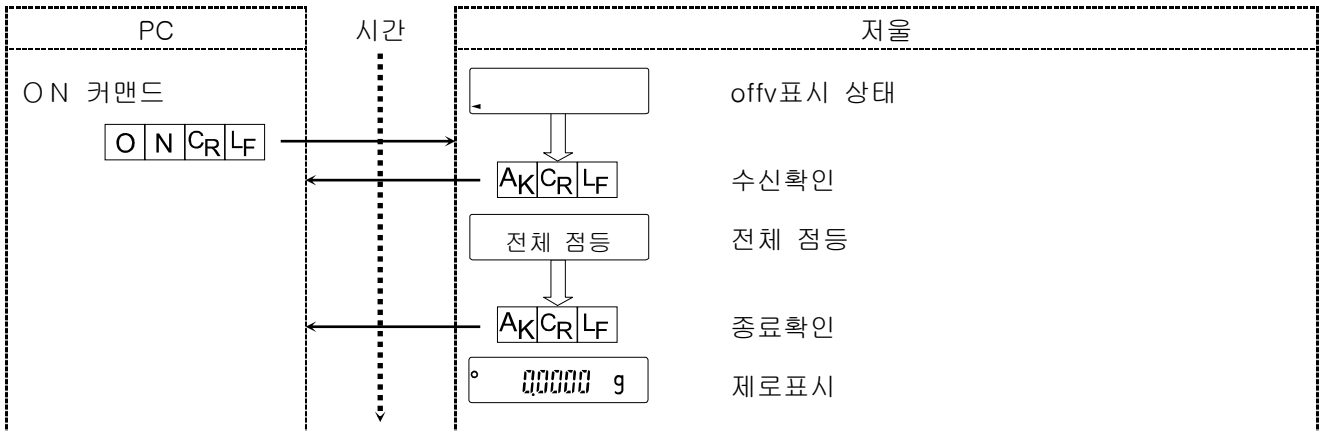 PC 시간 저울
ON 커맨드 offv표시 상태
O N CR LF
AK CR LF 수신확인
전체 점등 전체 점등
AK CR LF 종료확인
0.0000 g 제로표시